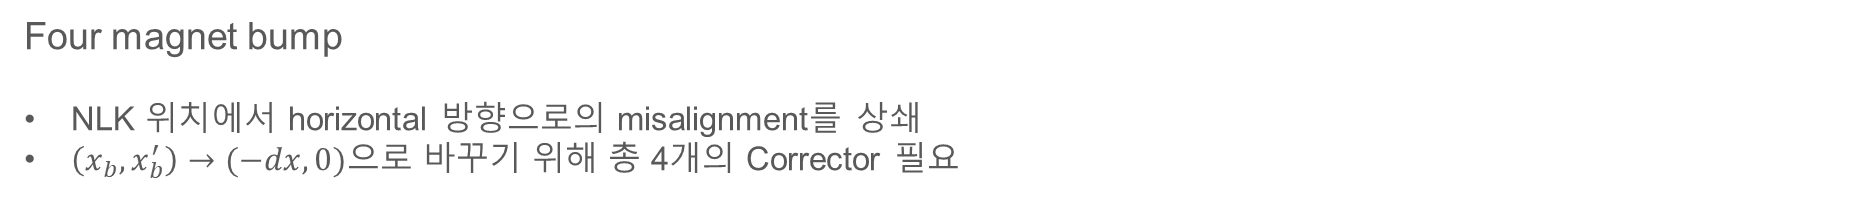 Four magnet bump
• NLK 위치에서 horizontal 방향으로의 misalignment를 상쇄
• $(x_b, x_b') \rightarrow (-dx, 0)$으로 바꾸기 위해 총 4개의 Corrector 필요